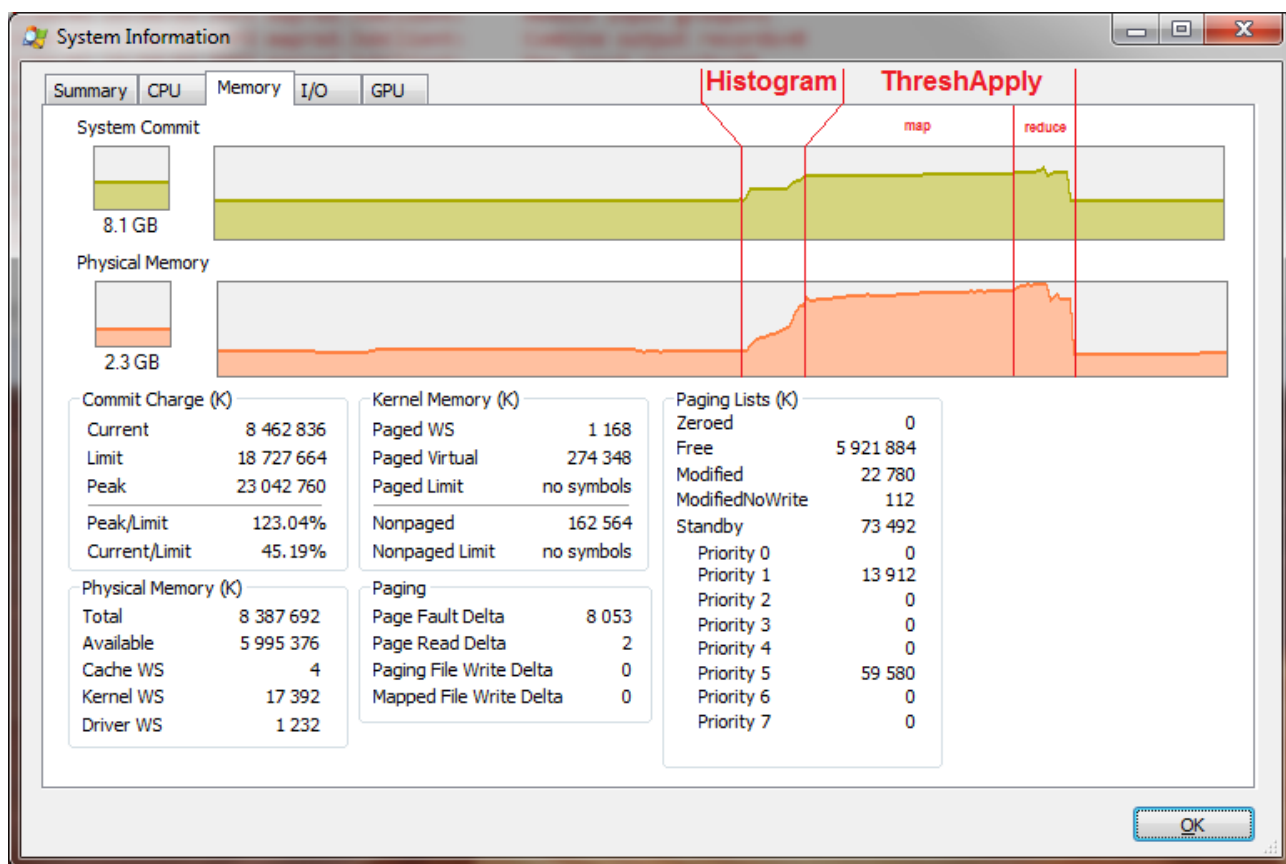 System Information
Summary CPU Memory I/O GPU
Histogram ThreshApply
map reduce
System Commit
8.1 GB
Physical Memory
2.3 GB
Commit Charge (K)
Current 8 462 836
Limit 18 727 664
Peak 23 042 760
Peak/Limit 123.04%
Current/Limit 45.19%
Physical Memory (K)
Total 8 387 692
Available 5 995 376
Cache WS 4
Kernel WS 17 392
Driver WS 1 232
Kernel Memory (K)
Paged WS 1 168
Paged Virtual 274 348
Paged Limit no symbols
Nonpaged 162 564
Nonpaged Limit no symbols
Paging
Page Fault Delta 8 053
Page Read Delta 2
Paging File Write Delta 0
Mapped File Write Delta 0
Paging Lists (K)
Zeroed 0
Free 5 921 884
Modified 22 780
ModifiedNoWrite 112
Standby 73 492
Priority 0 0
Priority 1 13 912
Priority 2 0
Priority 3 0
Priority 4 0
Priority 5 59 580
Priority 6 0
Priority 7 0
OK